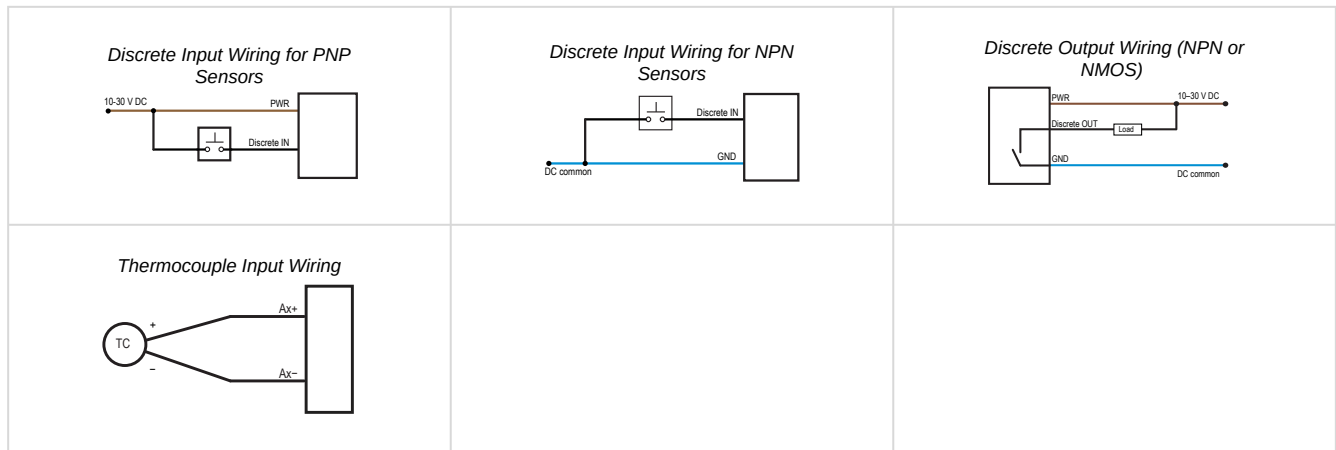 Discrete Input Wiring for PNP
Sensors
10-30 V DC
PWR
Discrete IN
Discrete Input Wiring for NPN
Sensors
Discrete IN
GND
DC common
Discrete Output Wiring (NPN or
NMOS)
PWR
10–30 V DC
Discrete OUT
Load
GND
DC common
Thermocouple Input Wiring
Ax+
+
TC
−
Ax−